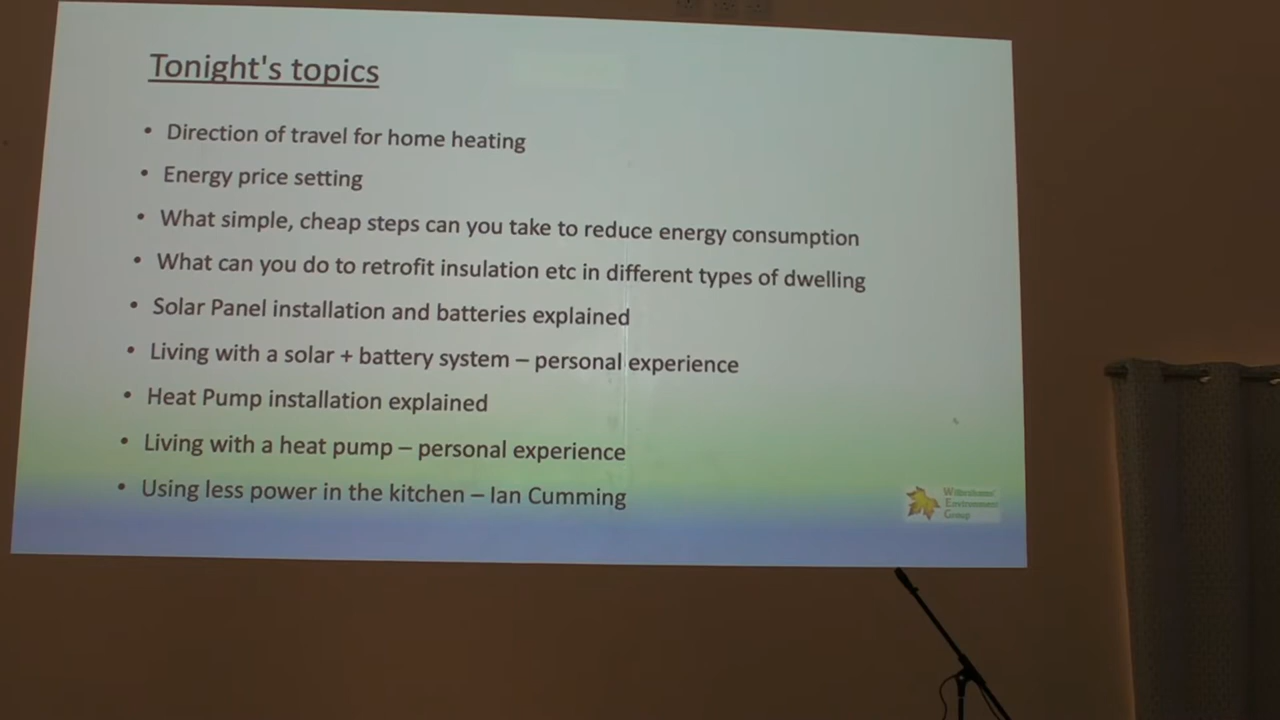 Tonight's topics
• Direction of travel for home heating
• Energy price setting
• What simple, cheap steps can you take to reduce energy consumption
• What can you do to retrofit insulation etc in different types of dwelling
• Solar Panel installation and batteries explained
• Living with a solar + battery system – personal experience
• Heat Pump installation explained
• Living with a heat pump – personal experience
• Using less power in the kitchen – Ian Cumming
Environment
Group